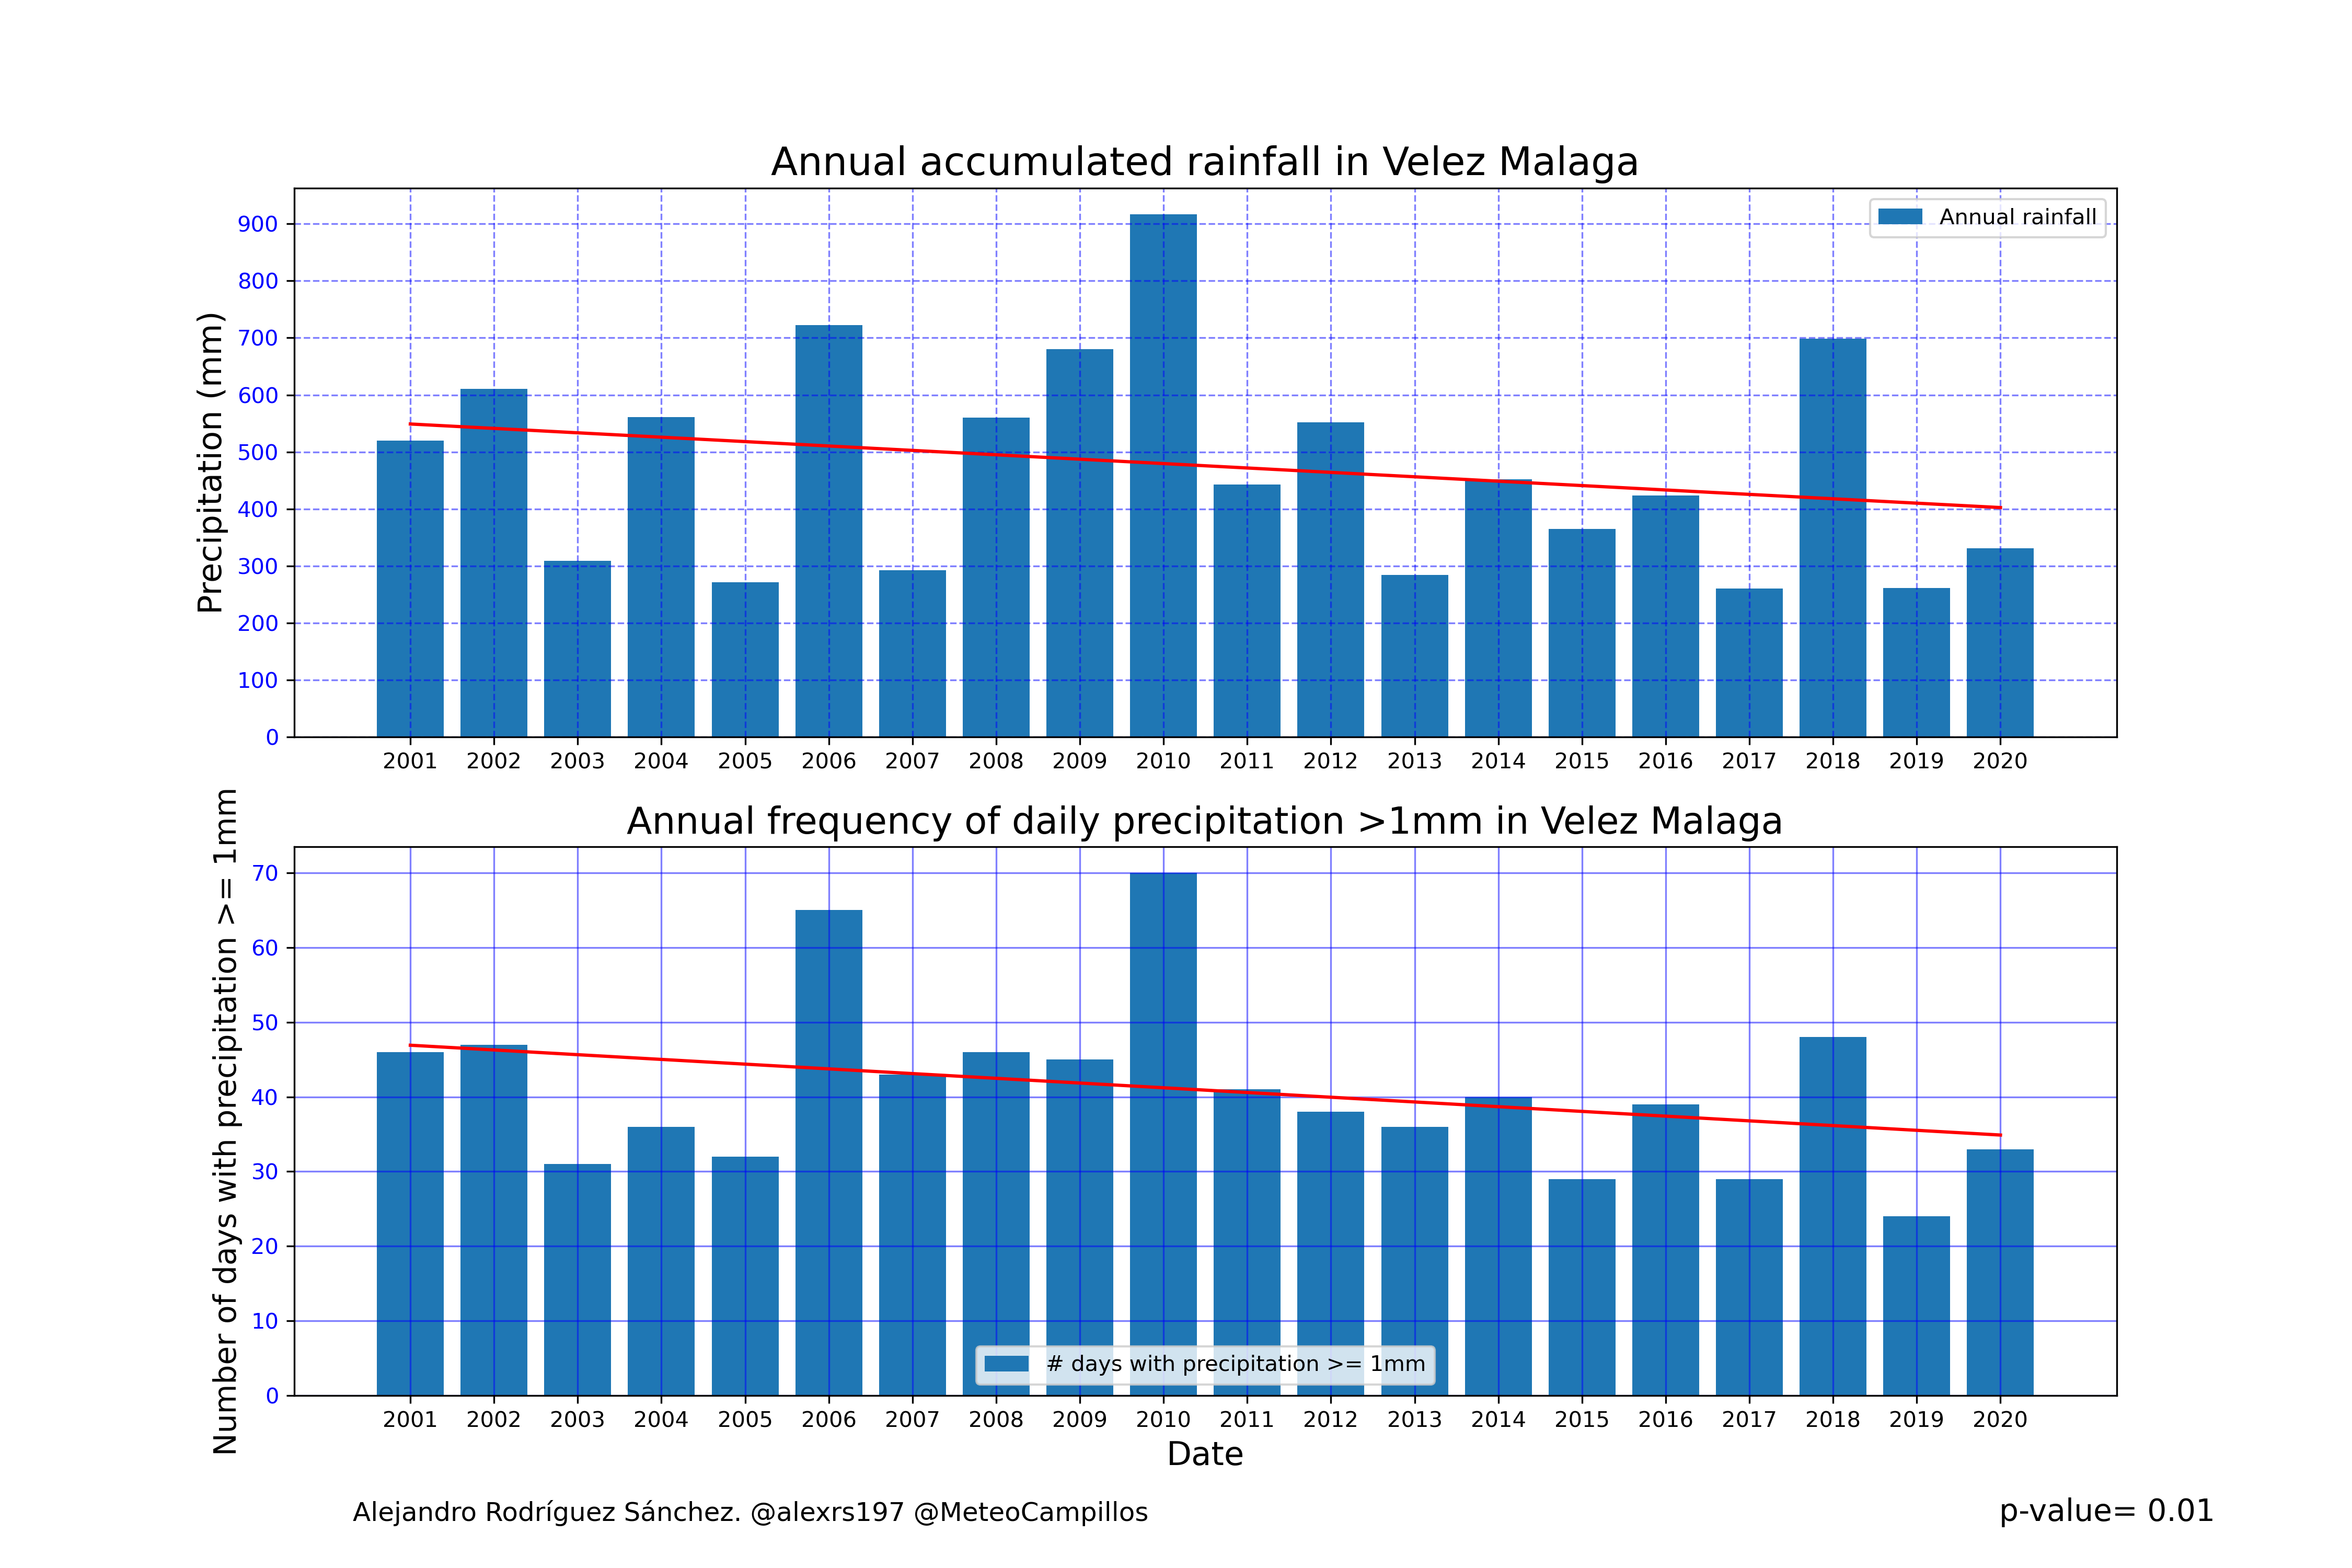 Annual accumulated rainfall in Velez Malaga
Precipitation (mm)
900
800
700
600
500
400
300
200
100
0
Annual rainfall
2001 2002 2003 2004 2005 2006 2007 2008 2009 2010 2011 2012 2013 2014 2015 2016 2017 2018 2019 2020
Annual frequency of daily precipitation >1mm in Velez Malaga
Number of days with precipitation >= 1mm
70
60
50
40
30
20
10
0
# days with precipitation >= 1mm
2001 2002 2003 2004 2005 2006 2007 2008 2009 2010 2011 2012 2013 2014 2015 2016 2017 2018 2019 2020
Date
Alejandro Rodríguez Sánchez. @alexrs197 @MeteoCampillos
p-value= 0.01